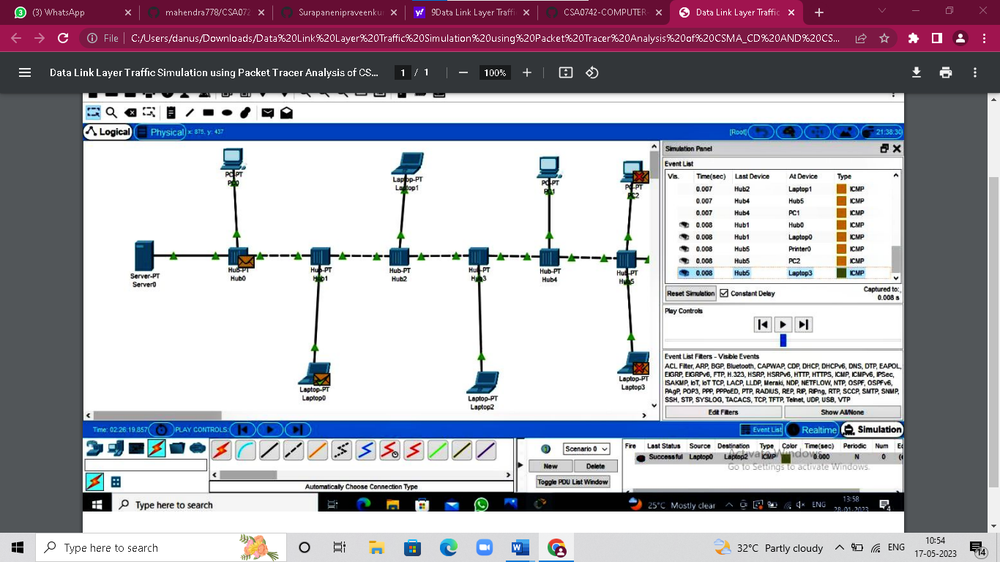 (3) WhatsApp
mahendra778/CSA072
Surapanenipraveenku
9Data Link Layer Traffi
CSA0742-COMPUTER-
Data Link Layer Traffic
File C:/Users/danus/Downloads/Data%20Link%20Layer%20Traffic%20Simulation%20using%20Packet%20Tracer%20Analysis%20of%20CSMA_CD%20AND%20CS...
Data Link Layer Traffic Simulation using Packet Tracer Analysis of CS... 1 / 1 100%
Logical Physical x: 875, y: 437 [Root] 21:38:30
PC-PT
PC0
Laptop-PT
Laptop1
PC-PT
PC1
PC-PT
PC2
Server-PT
Server0
Hub-PT
Hub0
Hub-PT
Hub1
Hub-PT
Hub2
Hub-PT
Hub3
Hub-PT
Hub4
Hub-PT
Hub5
Laptop-PT
Laptop0
Laptop-PT
Laptop2
Laptop-PT
Laptop3
Simulation Panel
Event List
Vis. Time(sec) Last Device At Device Type
0.007 Hub2 Laptop1 ICMP
0.007 Hub4 Hub5 ICMP
0.007 Hub4 PC1 ICMP
0.008 Hub1 Hub0 ICMP
0.008 Hub1 Laptop0 ICMP
0.008 Hub5 Printer0 ICMP
0.008 Hub5 PC2 ICMP
0.008 Hub5 Laptop3 ICMP
Reset Simulation Constant Delay Captured to:
0.008 s
Play Controls
Event List Filters - Visible Events
ACL Filter, ARP, BGP, Bluetooth, CAPWAP, CDP, DHCP, DHCPv6, DNS, DTP, EAPOL,
EIGRP, EIGRPv6, FTP, H.323, HSRP, HSRPv6, HTTP, HTTPS, ICMP, ICMPv6, IPSec,
ISAKMP, IoT, IoT TCP, LACP, LLDP, Meraki, NDP, NETFLOW, NTP, OSPF, OSPFv6,
PAgP, POP3, PPP, PPPoED, PTP, RADIUS, REP, RIP, RIPng, RTP, SCCP, SMTP, SNMP,
SSH, STP, SYSLOG, TACACS, TCP, TFTP, Telnet, UDP, USB, VTP
Edit Filters Show All/None
Time: 02:26:19.857 PLAY CONTROLS: Event List Realtime Simulation
Scenario 0
New Delete
Toggle PDU List Window
Automatically Choose Connection Type
Fire Last Status Source Destination Type Color Time(sec) Periodic Num
Successful Laptop0 Laptop2 ICMP 0.000 N 0
Activate Windows
Go to Settings to activate Windows.
Type here to search 25°C Mostly clear ENG 13:58
28-01-2023 4
Type here to search 32°C Partly cloudy ENG 10:54
17-05-2023 14